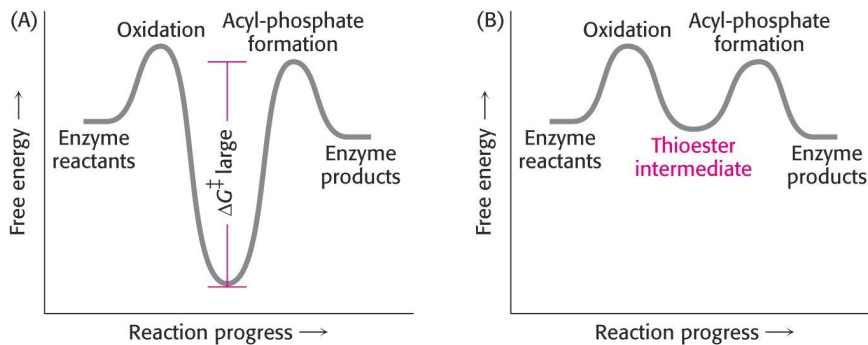 (A)
Oxidation
Acyl-phosphate
formation
Free energy →
Enzyme
reactants
ΔG‡ large
Enzyme
products
Reaction progress →
(B)
Oxidation
Acyl-phosphate
formation
Free energy →
Enzyme
reactants
Thioester
intermediate
Enzyme
products
Reaction progress →